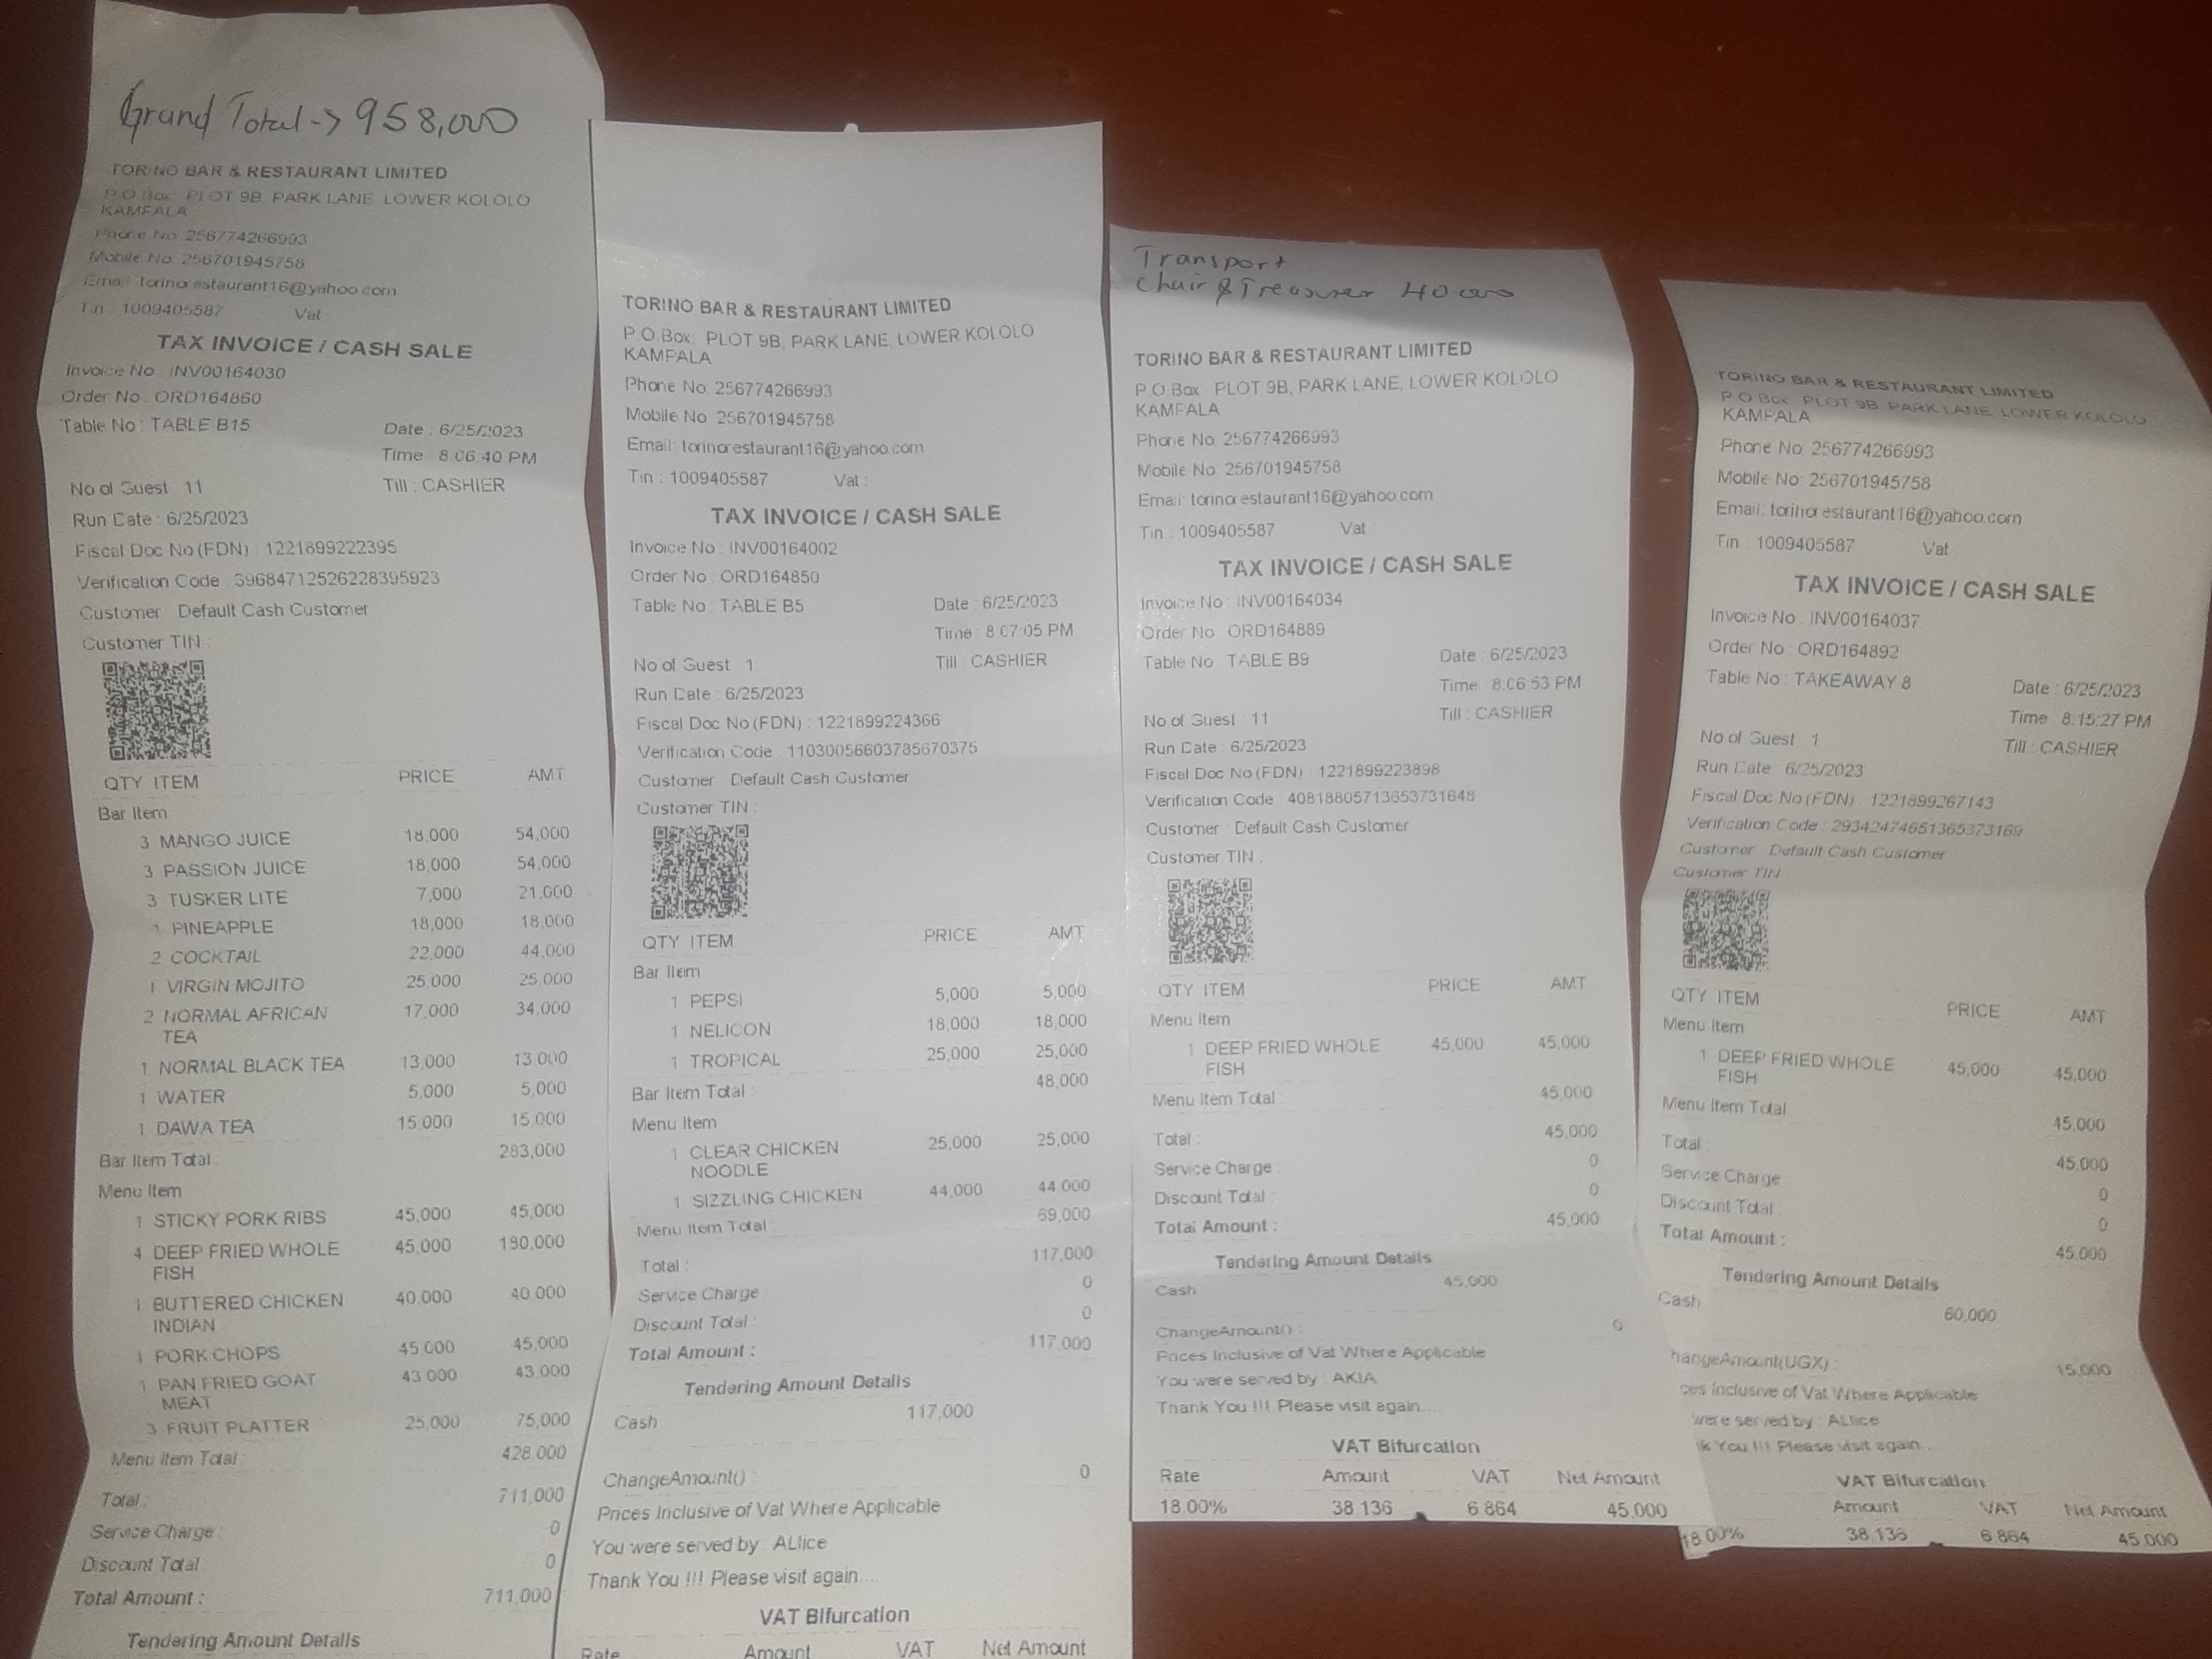 Grand Total -> 958,000
TORINO BAR & RESTAURANT LIMITED
P O Box. PLOT 9B, PARK LANE, LOWER KOLOLO
KAMPALA
Phone No. 256774266993
Mobile No. 256701945758
Email: torinorestaurant16@yahoo.com
Tin 1009405587 Vat
TAX INVOICE / CASH SALE
Invoice No. INV00164030
Order No. ORD164860 Date : 6/25/2023
Table No. : TABLE B15 Time 8:06:40 PM
No of Guest 11 Till : CASHIER
Run Date : 6/25/2023
Fiscal Doc No(FDN) : 122189922395
Verification Code 39684712526228395923
Customer Default Cash Customer
Customer TIN :
QTY ITEM PRICE AMT
Bar Item
3 MANGO JUICE 18.000 54,000
3 PASSION JUICE 18,000 54,000
3 TUSKER LITE 7,000 21,000
1 PINEAPPLE 18,000 18,000
2 COCKTAIL 22,000 44,000
1 VIRGIN MOJITO 25,000 25,000
2 NORMAL AFRICAN 17,000 34,000
TEA
1 NORMAL BLACK TEA 13,000 13,000
1 WATER 5,000 5,000
1 DAWA TEA 15,000 15,000
Bar Item Total 283,000
Menu Item
1 STICKY PORK RIBS 45,000 45,000
4 DEEP FRIED WHOLE 45,000 180,000
FISH
1 BUTTERED CHICKEN 40,000 40,000
INDIAN
1 PORK CHOPS 45,000 45,000
1 PAN FRIED GOAT 43,000 43,000
MEAT
3 FRUIT PLATTER 25,000 75,000
Menu Item Total 428,000
Total : 711,000
Service Charge 0
Discount Total 0
Total Amount : 711,000
Tendering Amount Details
TORINO BAR & RESTAURANT LIMITED
P O Box. PLOT 9B, PARK LANE, LOWER KOLOLO
KAMPALA
Phone No. 256774266993
Mobile No. 256701945758
Email: torinorestaurant16@yahoo.com
Tin : 1009405587 Vat :
TAX INVOICE / CASH SALE
Invoice No : INV00164002
Order No. : ORD164850 Date : 6/25/2023
Table No. TABLE B5 Time 8:07:05 PM
No of Guest 1 Till CASHIER
Run Date : 6/25/2023
Fiscal Doc No(FDN) : 1221899224366
Verification Code 11030056603785670375
Customer Default Cash Customer
Customer TIN :
QTY ITEM PRICE AMT
Bar Item
1 PEPSI 5,000 5,000
1 NELICON 18,000 18,000
1 TROPICAL 25,000 25,000
Bar Item Total : 48,000
Menu Item
1 CLEAR CHICKEN 25,000 25,000
NOODLE
1 SIZZLING CHICKEN 44,000 44,000
Menu Item Total : 69,000
Total : 117,000
Service Charge 0
Discount Total : 0
Total Amount : 117,000
Tendering Amount Details
Cash 117,000
ChangeAmount() : 0
Prices Inclusive of Vat Where Applicable
You were served by ALlice
Thank You !!! Please visit again...
VAT Bifurcation
Rate Amount VAT Net Amount
Transport
Chair & Treasurer 40,000
TORINO BAR & RESTAURANT LIMITED
P O Box PLOT 9B, PARK LANE, LOWER KOLOLO
KAMPALA
Phone No. 256774266993
Mobile No. 256701945758
Email: torinorestaurant16@yahoo.com
Tin : 1009405587 Vat :
TAX INVOICE / CASH SALE
Invoice No : INV00164034
Order No. ORD164889 Date : 6/25/2023
Table No. TABLE B9 Time 8:06:53 PM
No of Guest 11 Till : CASHIER
Run Date : 6/25/2023
Fiscal Doc No(FDN) : 1221899223898
Verification Code 40818805713653731648
Customer Default Cash Customer
Customer TIN :
QTY ITEM PRICE AMT
Menu Item
1 DEEP FRIED WHOLE 45,000 45,000
FISH
Menu Item Total : 45,000
Total : 45,000
Service Charge 0
Discount Total : 0
Total Amount : 45,000
Tendering Amount Details
Cash 45,000
ChangeAmount() : 0
Prices Inclusive of Vat Where Applicable
You were served by AKIA
Thank You !!! Please visit again...
VAT Bifurcation
Rate Amount VAT Net Amount
18.00% 38,136 6,864 45,000
TORINO BAR & RESTAURANT LIMITED
P O Box PLOT 9B PARK LANE, LOWER KOLOLO
KAMPALA
Phone No. 256774266993
Mobile No. 256701945758
Email: torinorestaurant16@yahoo.com
Tin 1009405587 Vat
TAX INVOICE / CASH SALE
Invoice No. : INV00164037
Order No. : ORD164892 Date : 6/25/2023
Table No. : TAKEAWAY 8 Time 8:15:27 PM
No of Guest 1 Till : CASHIER
Run Date 6/25/2023
Fiscal Doc No(FDN) 122189926 7143
Verification Code : 29342474651365373169
Customer Default Cash Customer
Customer TIN
QTY ITEM PRICE AMT
Menu Item
1 DEEP FRIED WHOLE 45,000 45,000
FISH
Menu Item Total 45,000
Total : 45,000
Service Charge 0
Discount Total 0
Total Amount : 45,000
Tendering Amount Details
Cash 60,000
hangeAmount(UGX) : 15,000
ces inclusive of Vat Where Applicable
were served by ALlice
k You !!! Please visit again..
VAT Bifurcation
Amount VAT Net Amount
18.00% 38,136 6,864 45,000